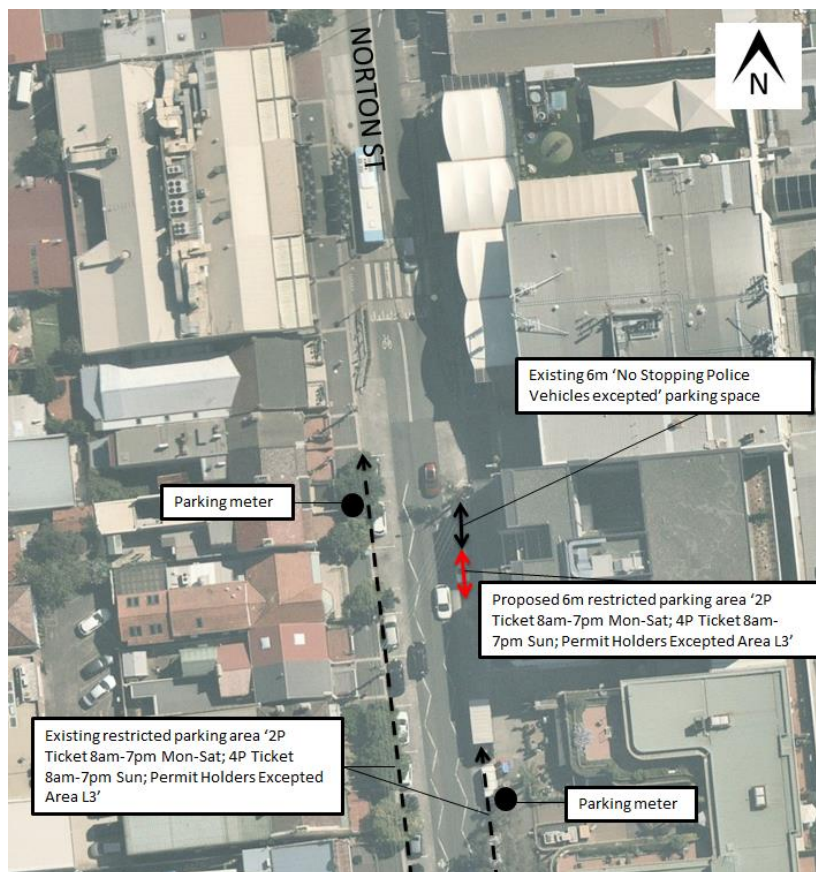 NORTON ST
N
Existing 6m ‘No Stopping Police
Vehicles excepted’ parking space
Parking meter
Proposed 6m restricted parking area ‘2P
Ticket 8am-7pm Mon-Sat; 4P Ticket 8am-
7pm Sun; Permit Holders Excepted Area L3’
Existing restricted parking area ‘2P
Ticket 8am-7pm Mon-Sat; 4P Ticket
8am-7pm Sun; Permit Holders Excepted
Area L3’
Parking meter